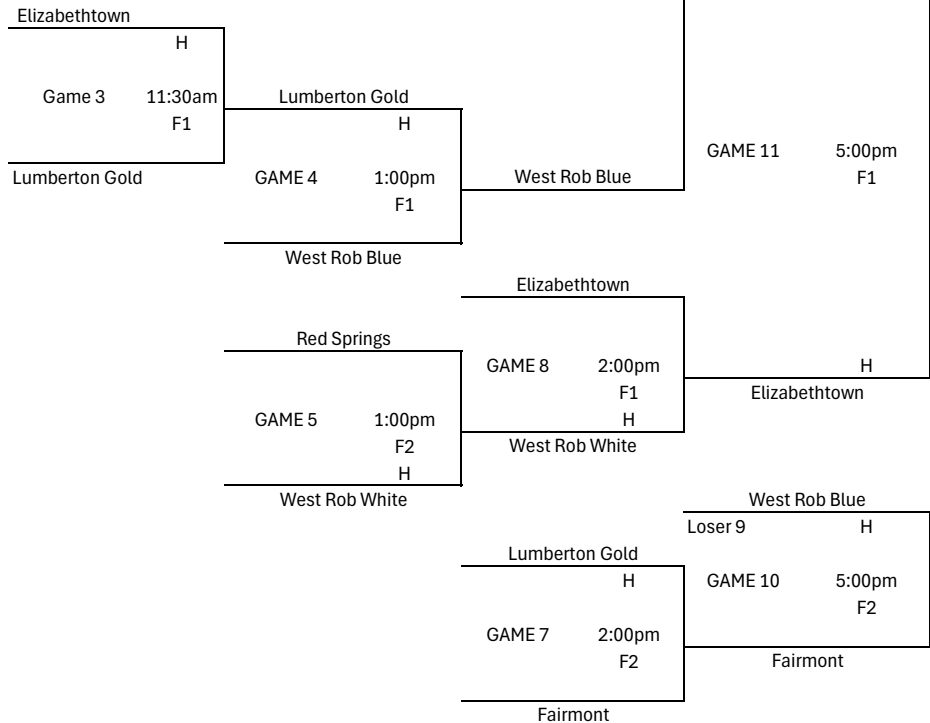 Elizabethtown
H
Game 3 11:30am
F1
Lumberton Gold
Lumberton Gold
H
GAME 4 1:00pm
F1
West Rob Blue
West Rob Blue
GAME 11 5:00pm
F1
H
Elizabethtown
Elizabethtown
GAME 8 2:00pm
F1
H
West Rob White
Red Springs
GAME 5 1:00pm
F2
H
West Rob White
West Rob Blue
Loser 9 H
GAME 10 5:00pm
F2
Fairmont
Lumberton Gold
H
GAME 7 2:00pm
F2
Fairmont